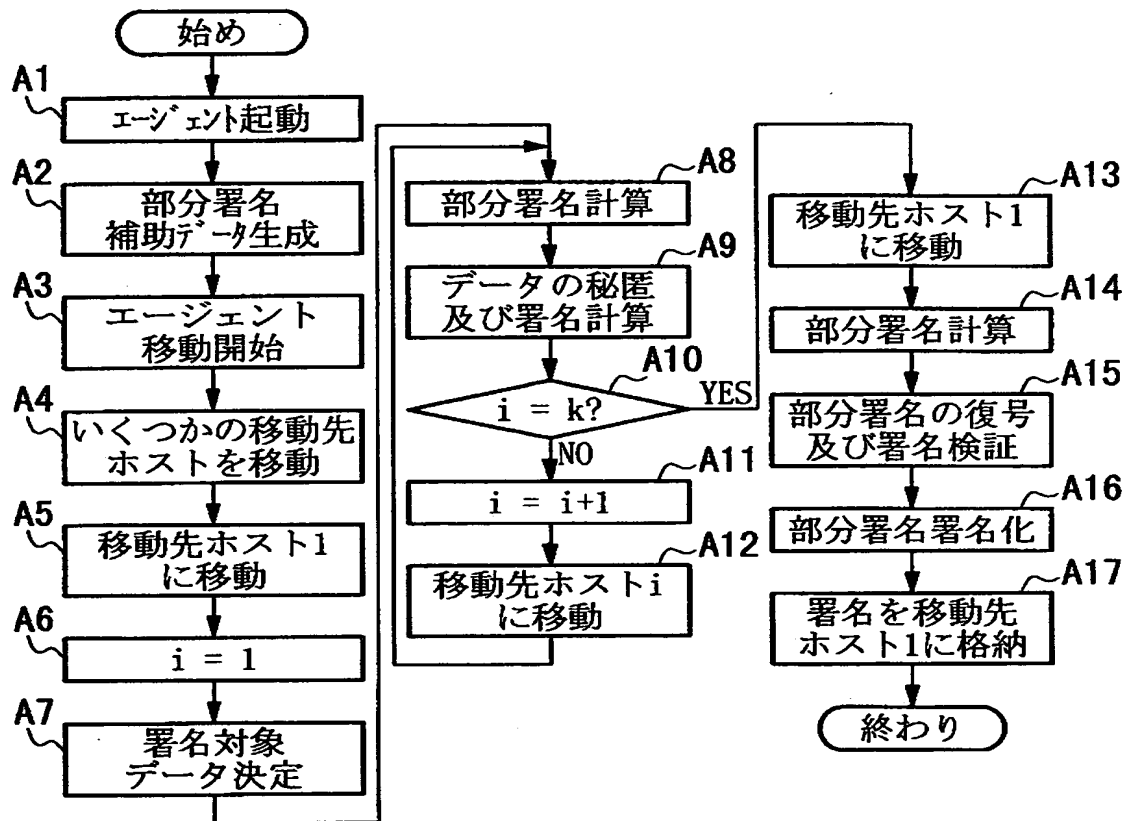 始め
A1
エージェント起動
A2
部分署名
補助データ生成
A3
エージェント
移動開始
A4
いくつかの移動先
ホストを移動
A5
移動先ホスト1
に移動
A6
i = 1
A7
署名対象
データ決定
A8
部分署名計算
A9
データの秘匿
及び署名計算
A10
i = k?
YES
NO
A11
i = i+1
A12
移動先ホストi
に移動
A13
移動先ホスト1
に移動
A14
部分署名計算
A15
部分署名の復号
及び署名検証
A16
部分署名署名化
A17
署名を移動先
ホスト1に格納
終わり